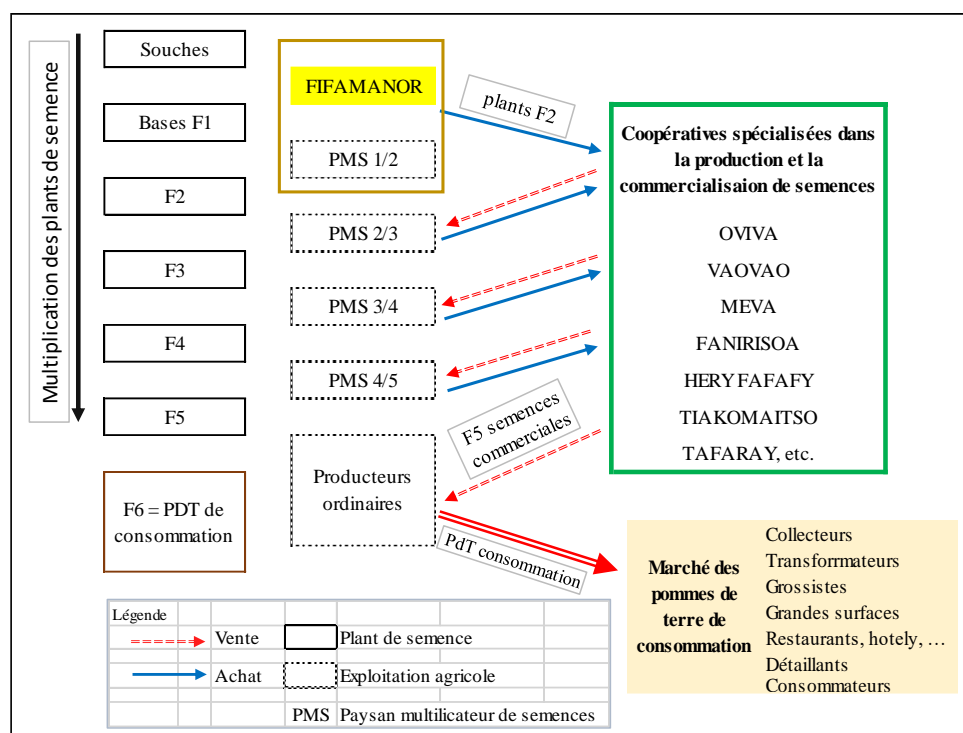 Multiplication des plants de semence
Souches
Bases F1
F2
F3
F4
F5
F6 = PDT de
consommation
FIFAMANOR
PMS 1/2
PMS 2/3
PMS 3/4
PMS 4/5
Producteurs
ordinaires
plants F2
F5 semences
commerciales
PdT consommation
Coopératives spécialisées dans
la production et la
commercialisaion de semences
OVIVA
VAOVAO
MEVA
FANIRISOA
HERYFAFAFY
TIAKOMAITSO
TAFARAY, etc.
Marché des
pommes de
terre de
consommation
Collecteurs
Transforrmateurs
Grossistes
Grandes surfaces
Restaurants, hotely, …
Détaillants
Consommateurs
Légende
Vente
Plant de semence
Achat
Exploitation agricole
PMS Paysan multilicateur de semences